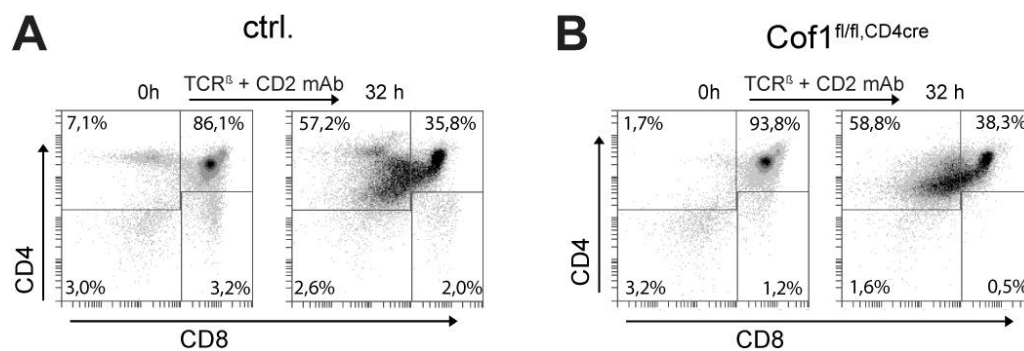 A
ctrl.
TCRᵝ + CD2 mAb
0h
32 h
7,1%
86,1%
3,0%
3,2%
57,2%
35,8%
2,6%
2,0%
CD4
CD8
B
Cof1fl/fl,CD4cre
TCRᵝ + CD2 mAb
0h
32 h
1,7%
93,8%
3,2%
1,2%
58,8%
38,3%
1,6%
0,5%
CD4
CD8